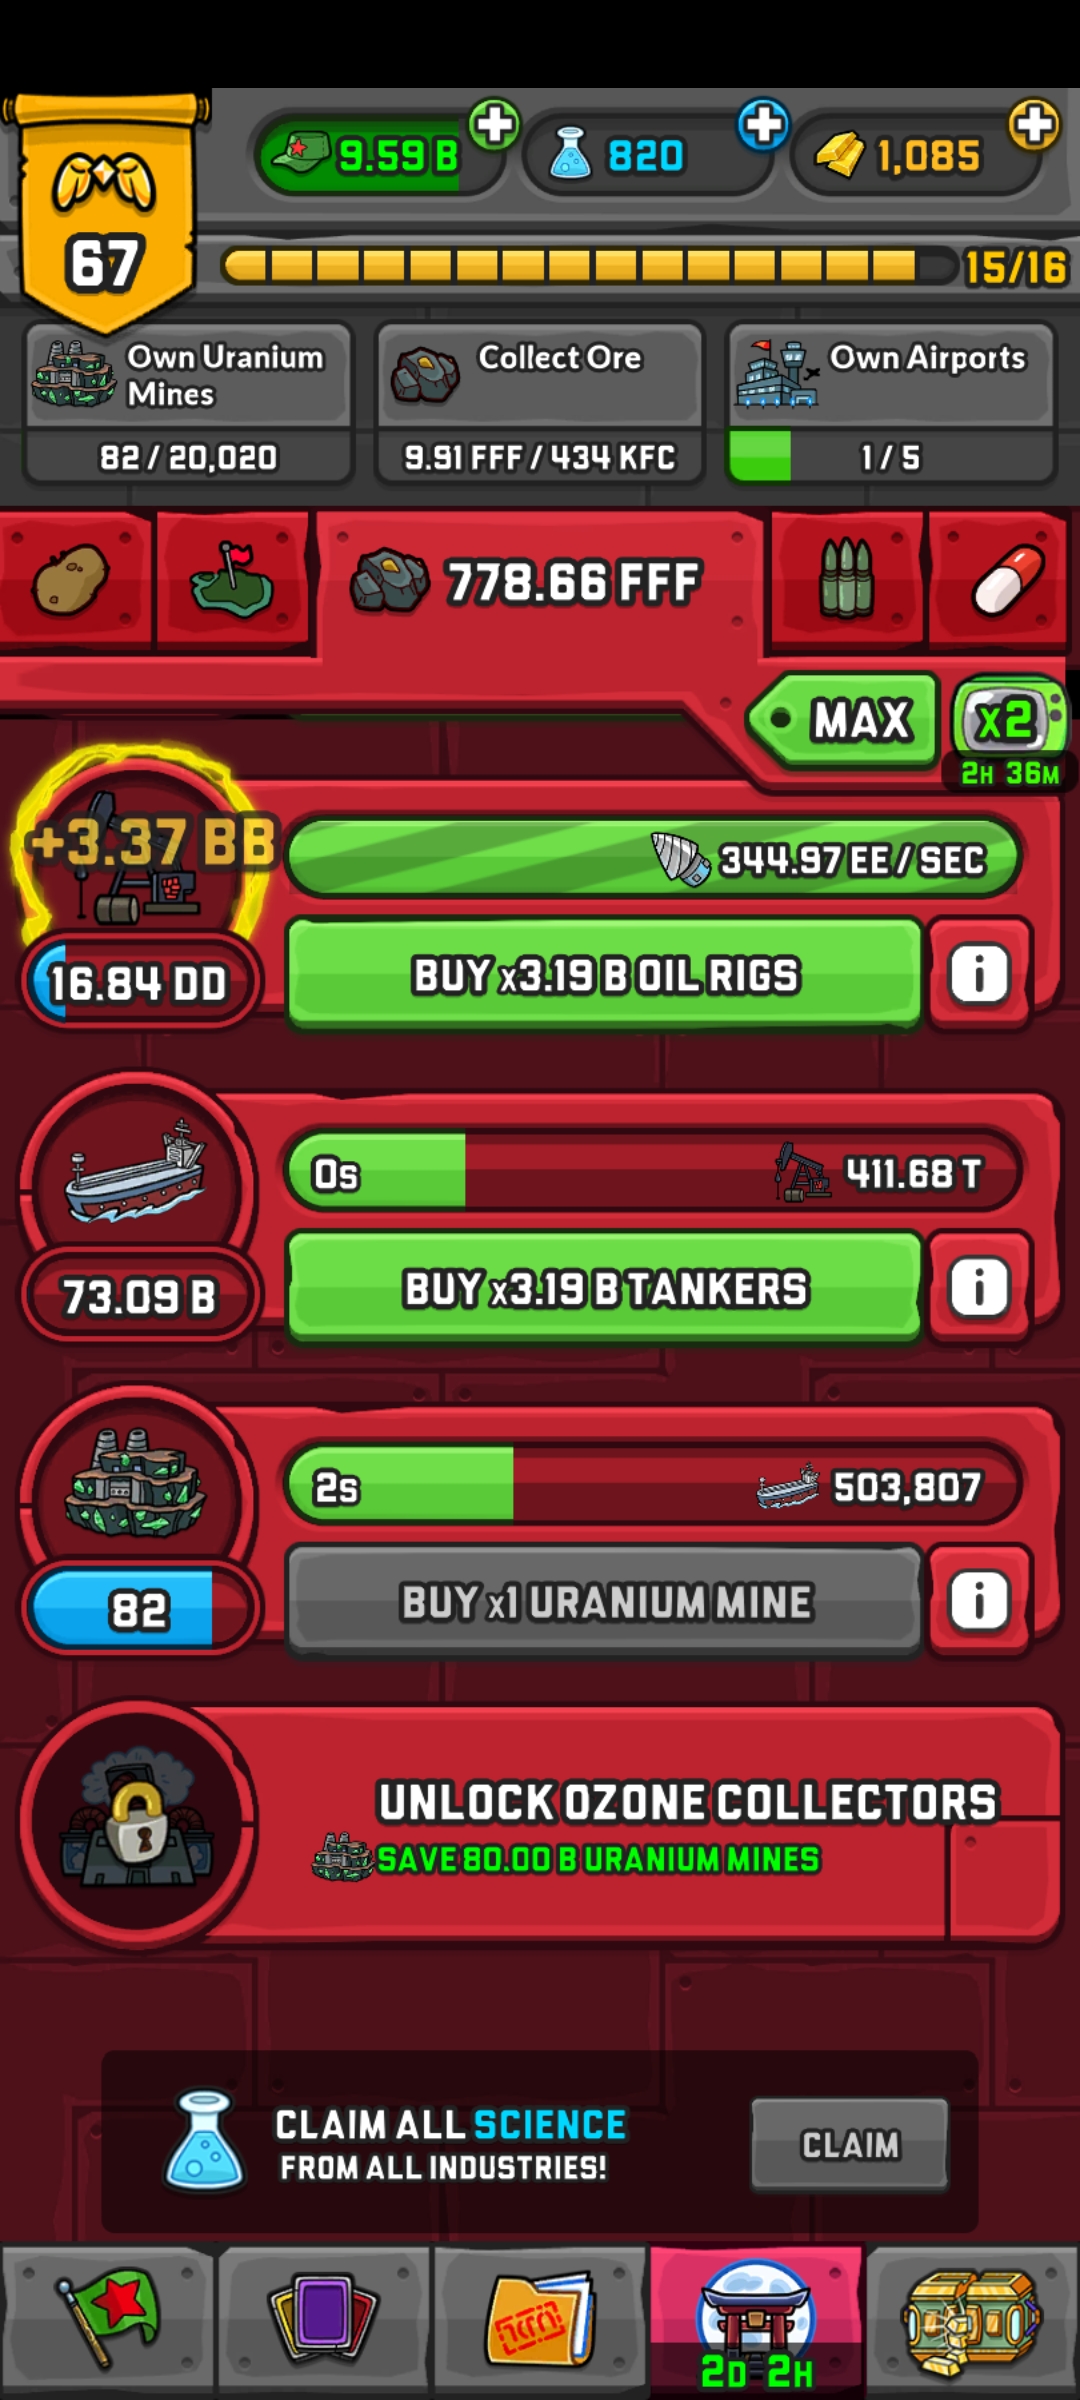 9.59 B
820
1,085
67
15/16
Own Uranium
Mines
82 / 20,020
Collect Ore
9.91 FFF / 434 KFC
Own Airports
1 / 5
778.66 FFF
MAX
x2
2H 36M
+3.37 BB
344.97 EE / SEC
16.84 DD
BUY x3.19 B OIL RIGS
i
0s
411.68 T
73.09 B
BUY x3.19 B TANKERS
i
2s
503,807
82
BUY x1 URANIUM MINE
i
UNLOCK OZONE COLLECTORS
SAVE 80.00 B URANIUM MINES
CLAIM ALL SCIENCE
FROM ALL INDUSTRIES!
CLAIM
2D 2H